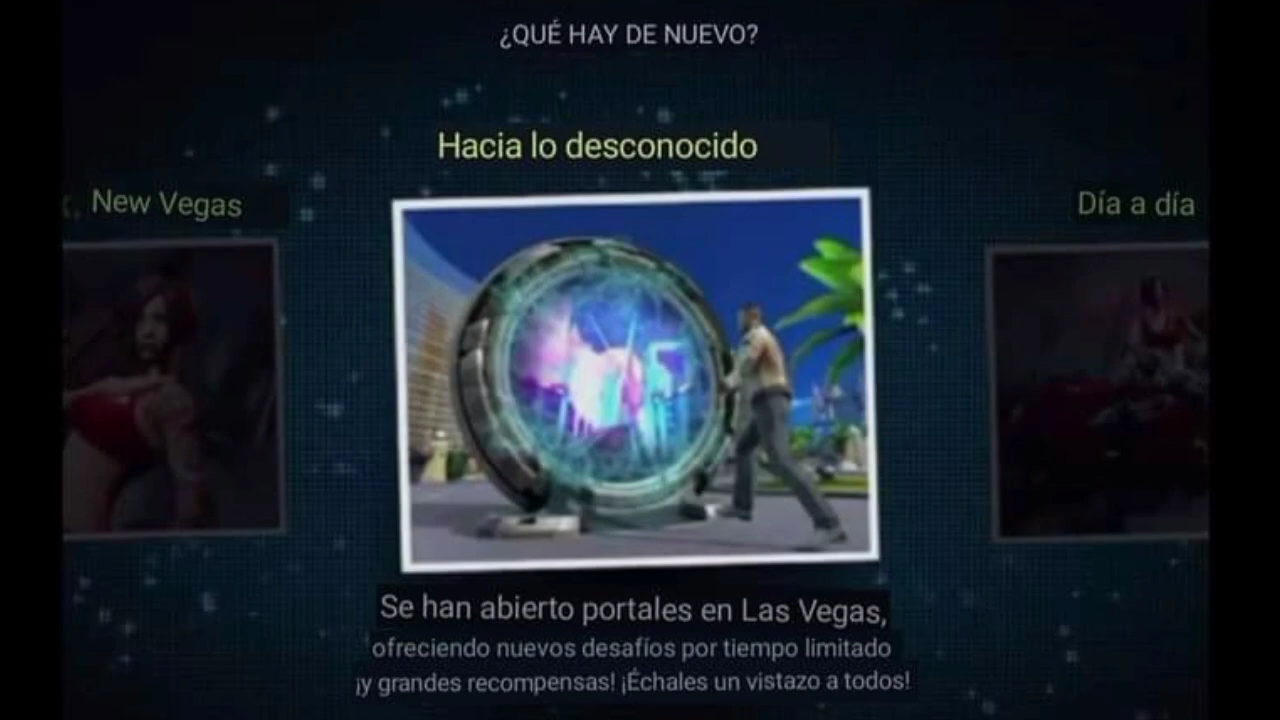 ¿QUÉ HAY DE NUEVO?
Hacia lo desconocido
New Vegas
Día a día
Se han abierto portales en Las Vegas,
ofreciendo nuevos desafíos por tiempo limitado
¡y grandes recompensas! ¡Échales un vistazo a todos!